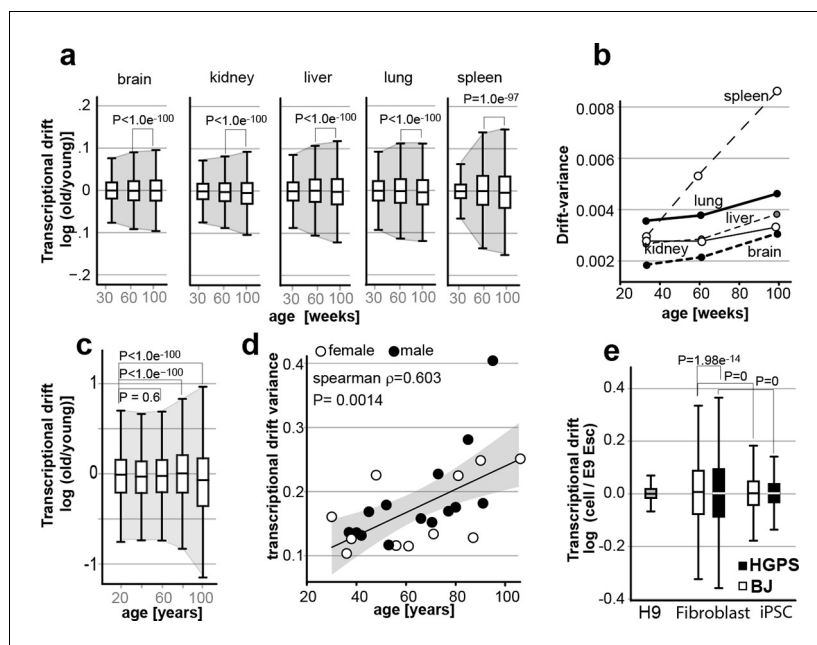 a
brain
kidney
liver
lung
spleen
P<1.0e-100
P<1.0e-100
P<1.0e-100
P<1.0e-100
P=1.0e-97
Transcriptional drift
log (old/young)]
.2
.1
0
-.1
-.2
30 60 100
30 60 100
30 60 100
30 60 100
30 60 100
age [weeks]
b
Drift-variance
0.008
0.006
0.004
0.002
spleen
lung
liver
kidney
brain
20 40 60 80 100
age [weeks]
c
P<1.0e-100
P<1.0e-100
P = 0.6
Transcriptional drift
log (old/young)]
1
0
-1
20 40 60 80 100
age [years]
d
female male
spearman ρ=0.603
P= 0.0014
transcriptional drift variance
0.4
0.3
0.2
0.1
20 40 60 80 100
age [years]
e
P=1.98e-14
P=0
P=0
Transcriptional drift
log (cell / E9 Esc)
0.4
0.2
0.0
-0.2
-0.4
HGPS
BJ
H9 Fibroblast iPSC